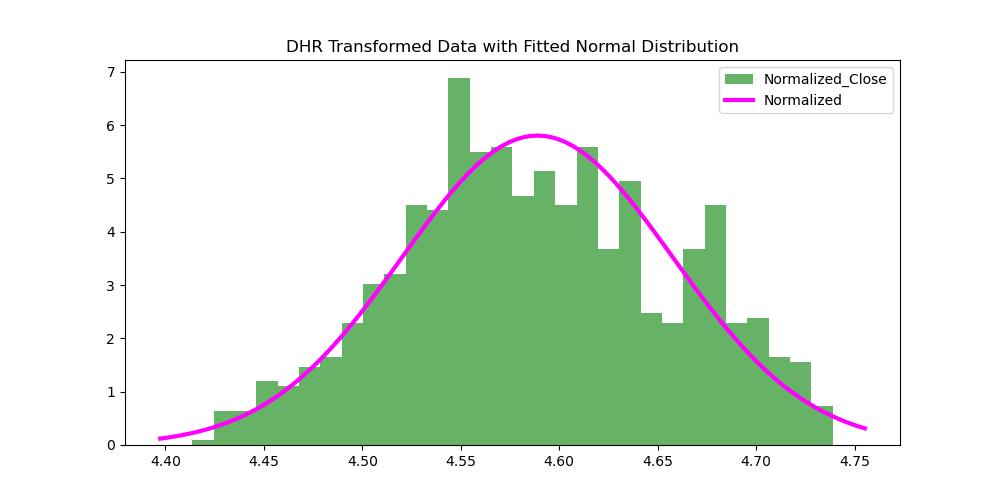 DHR Transformed Data with Fitted Normal Distribution
Normalized_Close
Normalized
7
6
5
4
3
2
1
0
4.40 4.45 4.50 4.55 4.60 4.65 4.70 4.75